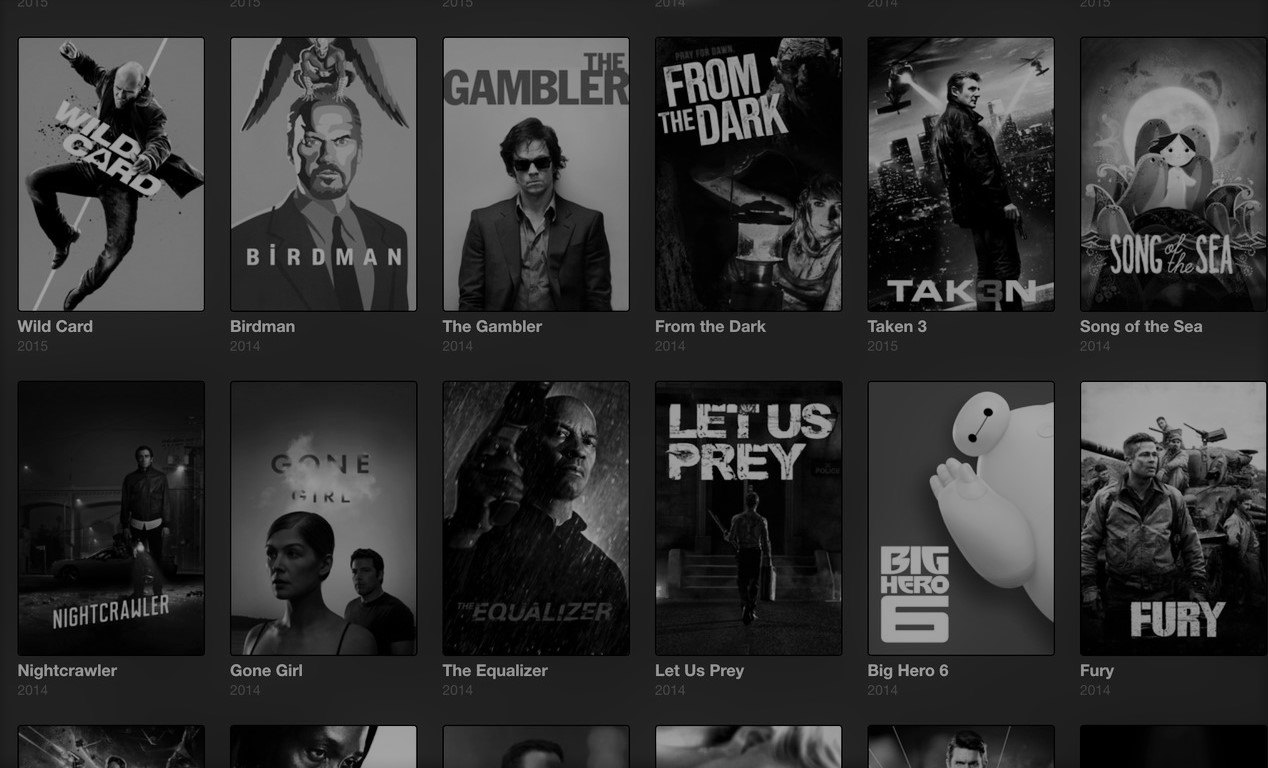 2015
2015
2015
2014
2014
2015
WILD
CARD
BiRDMAN
THE
GAMBLER
PRAY FOR DAWN.
FROM
THE DARK
TAK3N
SONG of the SEA
Wild Card
Birdman
The Gambler
From the Dark
Taken 3
Song of the Sea
2015
2014
2014
2014
2015
2014
NIGHTCRAWLER
GONE
GIRL
THE EQUALIZER
LET US
PREY
POLICE
BIG
HERO
6
FURY
Nightcrawler
Gone Girl
The Equalizer
Let Us Prey
Big Hero 6
Fury
2014
2014
2014
2014
2014
2014